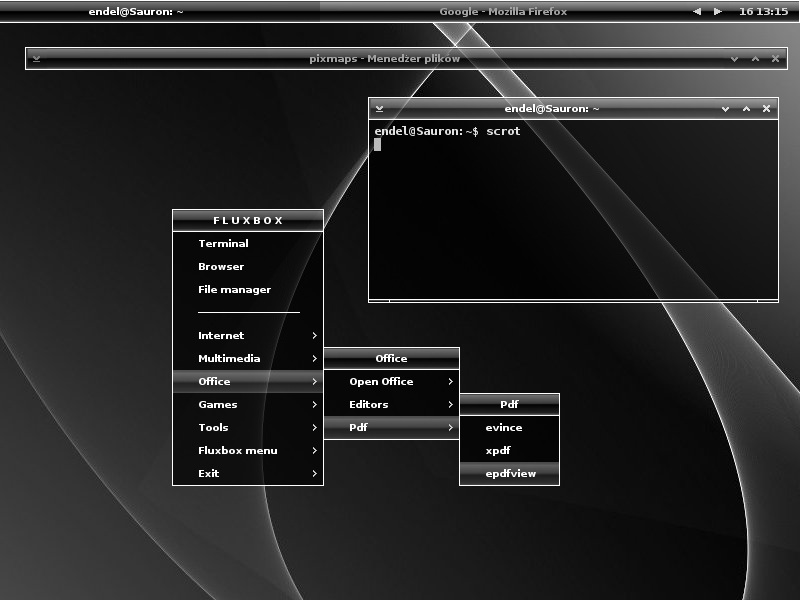 endel@Sauron: ~
Google - Mozilla Firefox
16 13:15
pixmaps - Menedżer plików
endel@Sauron: ~
endel@Sauron:~$ scrot
FLUXBOX
Terminal
Browser
File manager
Internet
Multimedia
Office
Games
Tools
Fluxbox menu
Exit
Office
Open Office
Editors
Pdf
Pdf
evince
xpdf
epdfview